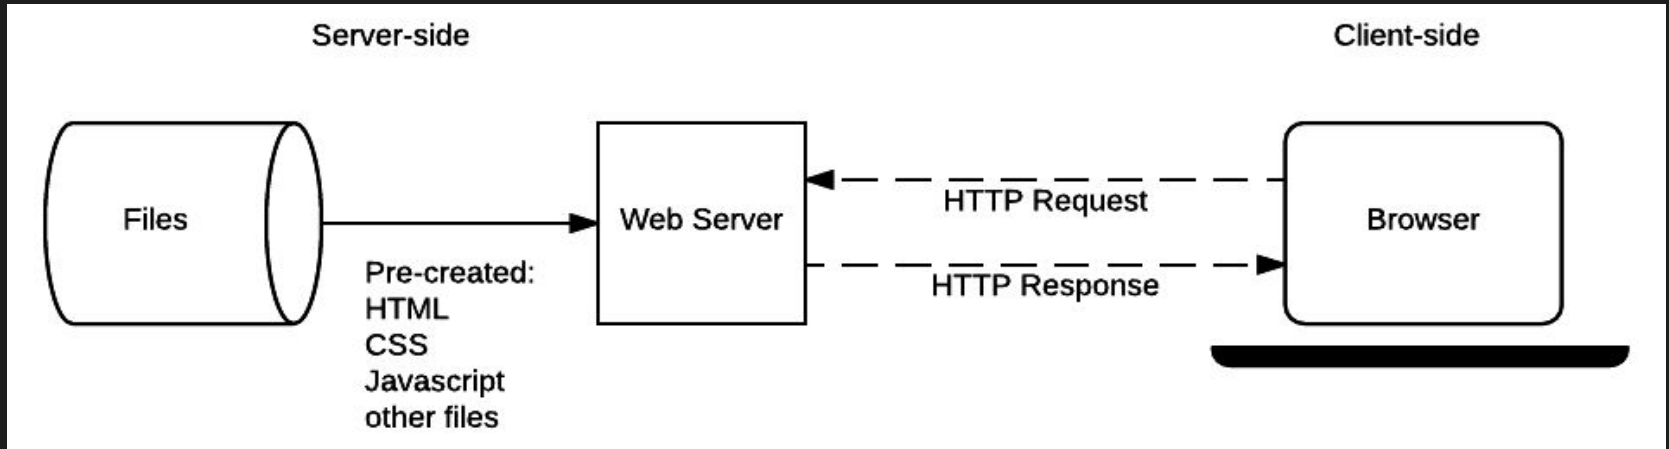 Server-side
Client-side
Files
Web Server
HTTP Request
HTTP Response
Browser
Pre-created:
HTML
CSS
Javascript
other files